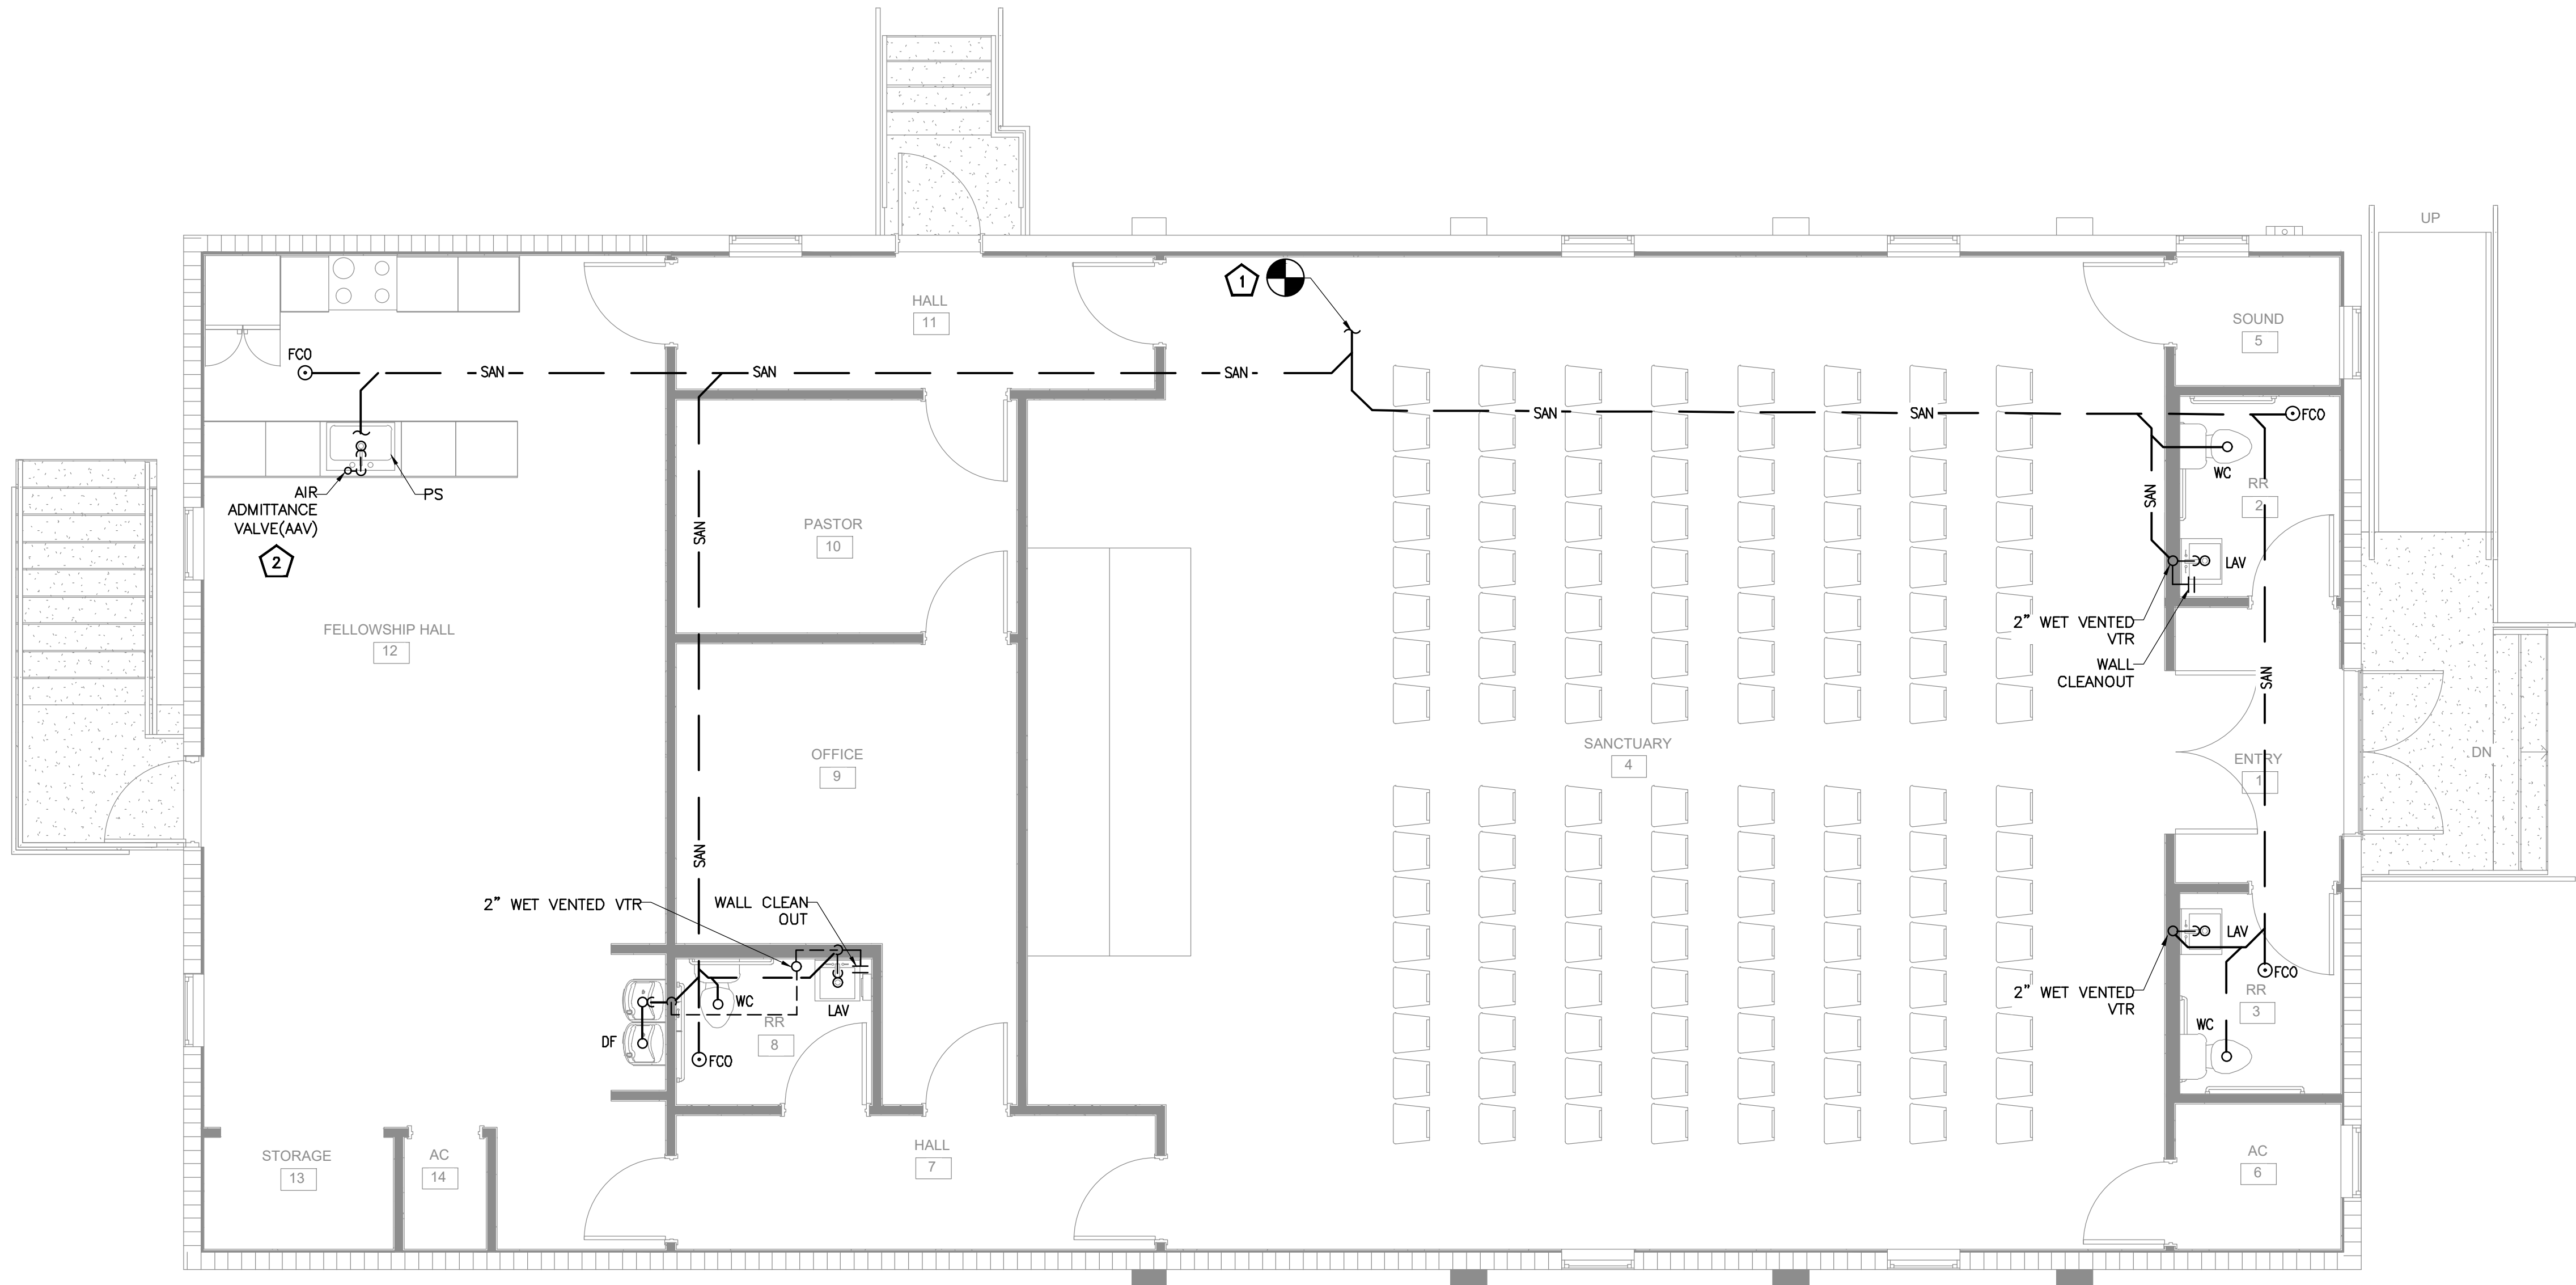 UP
HALL
11
1
SOUND
5
FCO
SAN
SAN
SAN
SAN
SAN
FCO
WC
RR
2
AIR
ADMITTANCE
VALVE(AAV)
PS
2
SAN
PASTOR
10
SAN
LAV
2" WET VENTED
VTR
WALL
CLEANOUT
FELLOWSHIP HALL
12
SAN
OFFICE
9
SANCTUARY
4
ENTRY
1
DN
SAN
2" WET VENTED VTR
WALL CLEAN
OUT
LAV
FCO
2" WET VENTED
VTR
RR
3
WC
WC
LAV
RR
8
DF
FCO
STORAGE
13
AC
14
HALL
7
AC
6